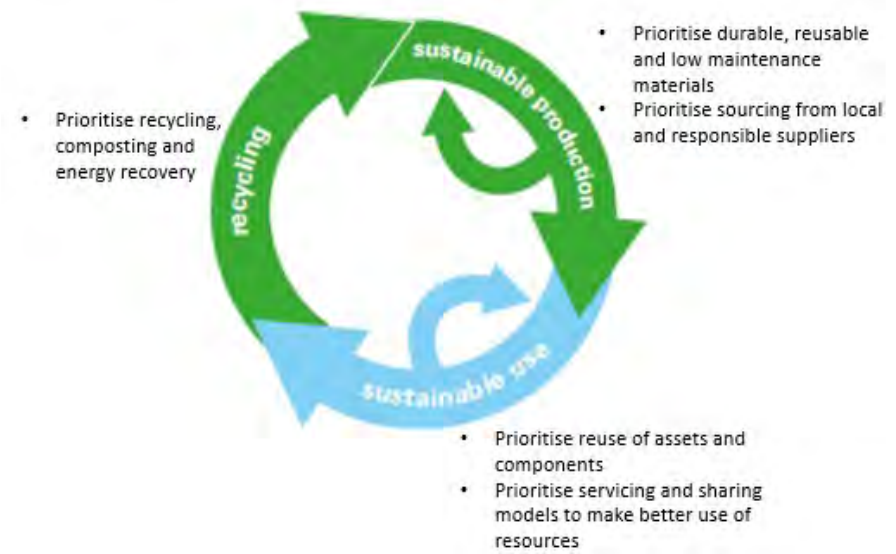 sustainable production
• Prioritise durable, reusable
and low maintenance
materials
• Prioritise sourcing from local
and responsible suppliers
• Prioritise recycling,
composting and
energy recovery
recycling
sustainable use
• Prioritise reuse of assets and
components
• Prioritise servicing and sharing
models to make better use of
resources